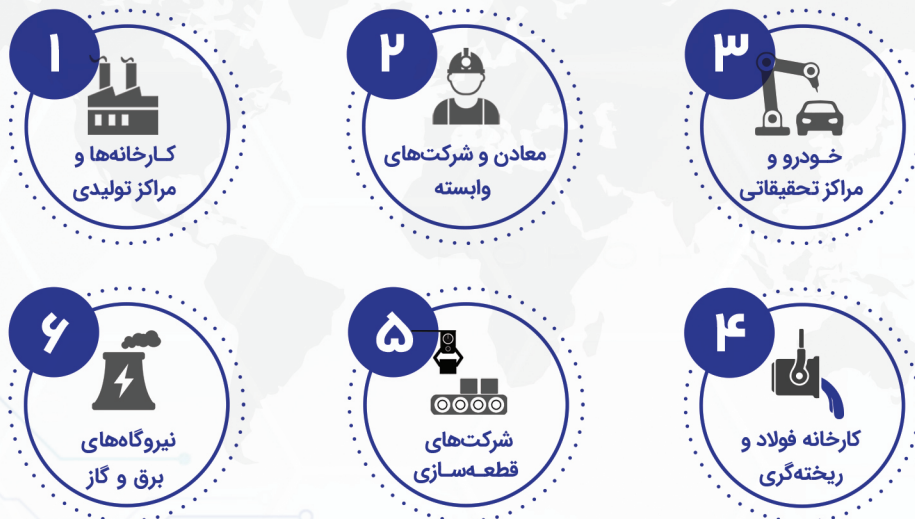 ۱
کـارخانه‌ها و
مراکز تولیدی
۲
معادن و شرکت‌های
وابسته
۳
خـودرو و
مراکز تحقیقاتی
۴
کارخانه فولاد و
ریخته‌گری
۵
شرکت‌های
قطعـه‌سـازی
۶
نیروگاه‌های
برق و گاز